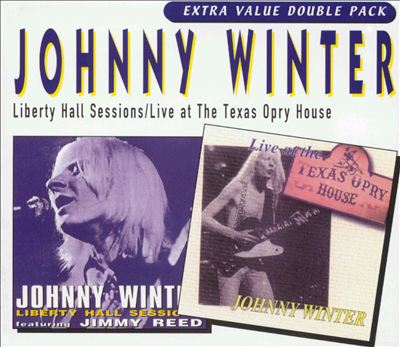 EXTRA VALUE DOUBLE PACK
JOHNNY WINTER
Liberty Hall Sessions/Live at The Texas Opry House
Live at the
TEXAS OPRY
HOUSE
JOHNNY WINTER
JOHNNY WINTE
LIBERTY HALL SESSI
featuring JIMMY REED